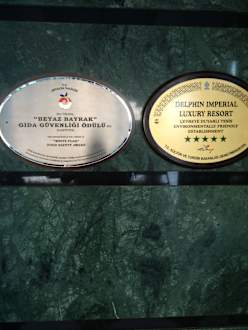 "BEYAZ BAYRAK"
GIDA GÜVENLİĞİ ÖDÜLÜ
"WHITE FLAG"
FOOD SAFETY AWARD
DELPHIN IMPERIAL
LUXURY RESORT
ÇEVREYE DUYARLI TESİS
ENVIRONMENTALLY FRIENDLY
ESTABLISHMENT